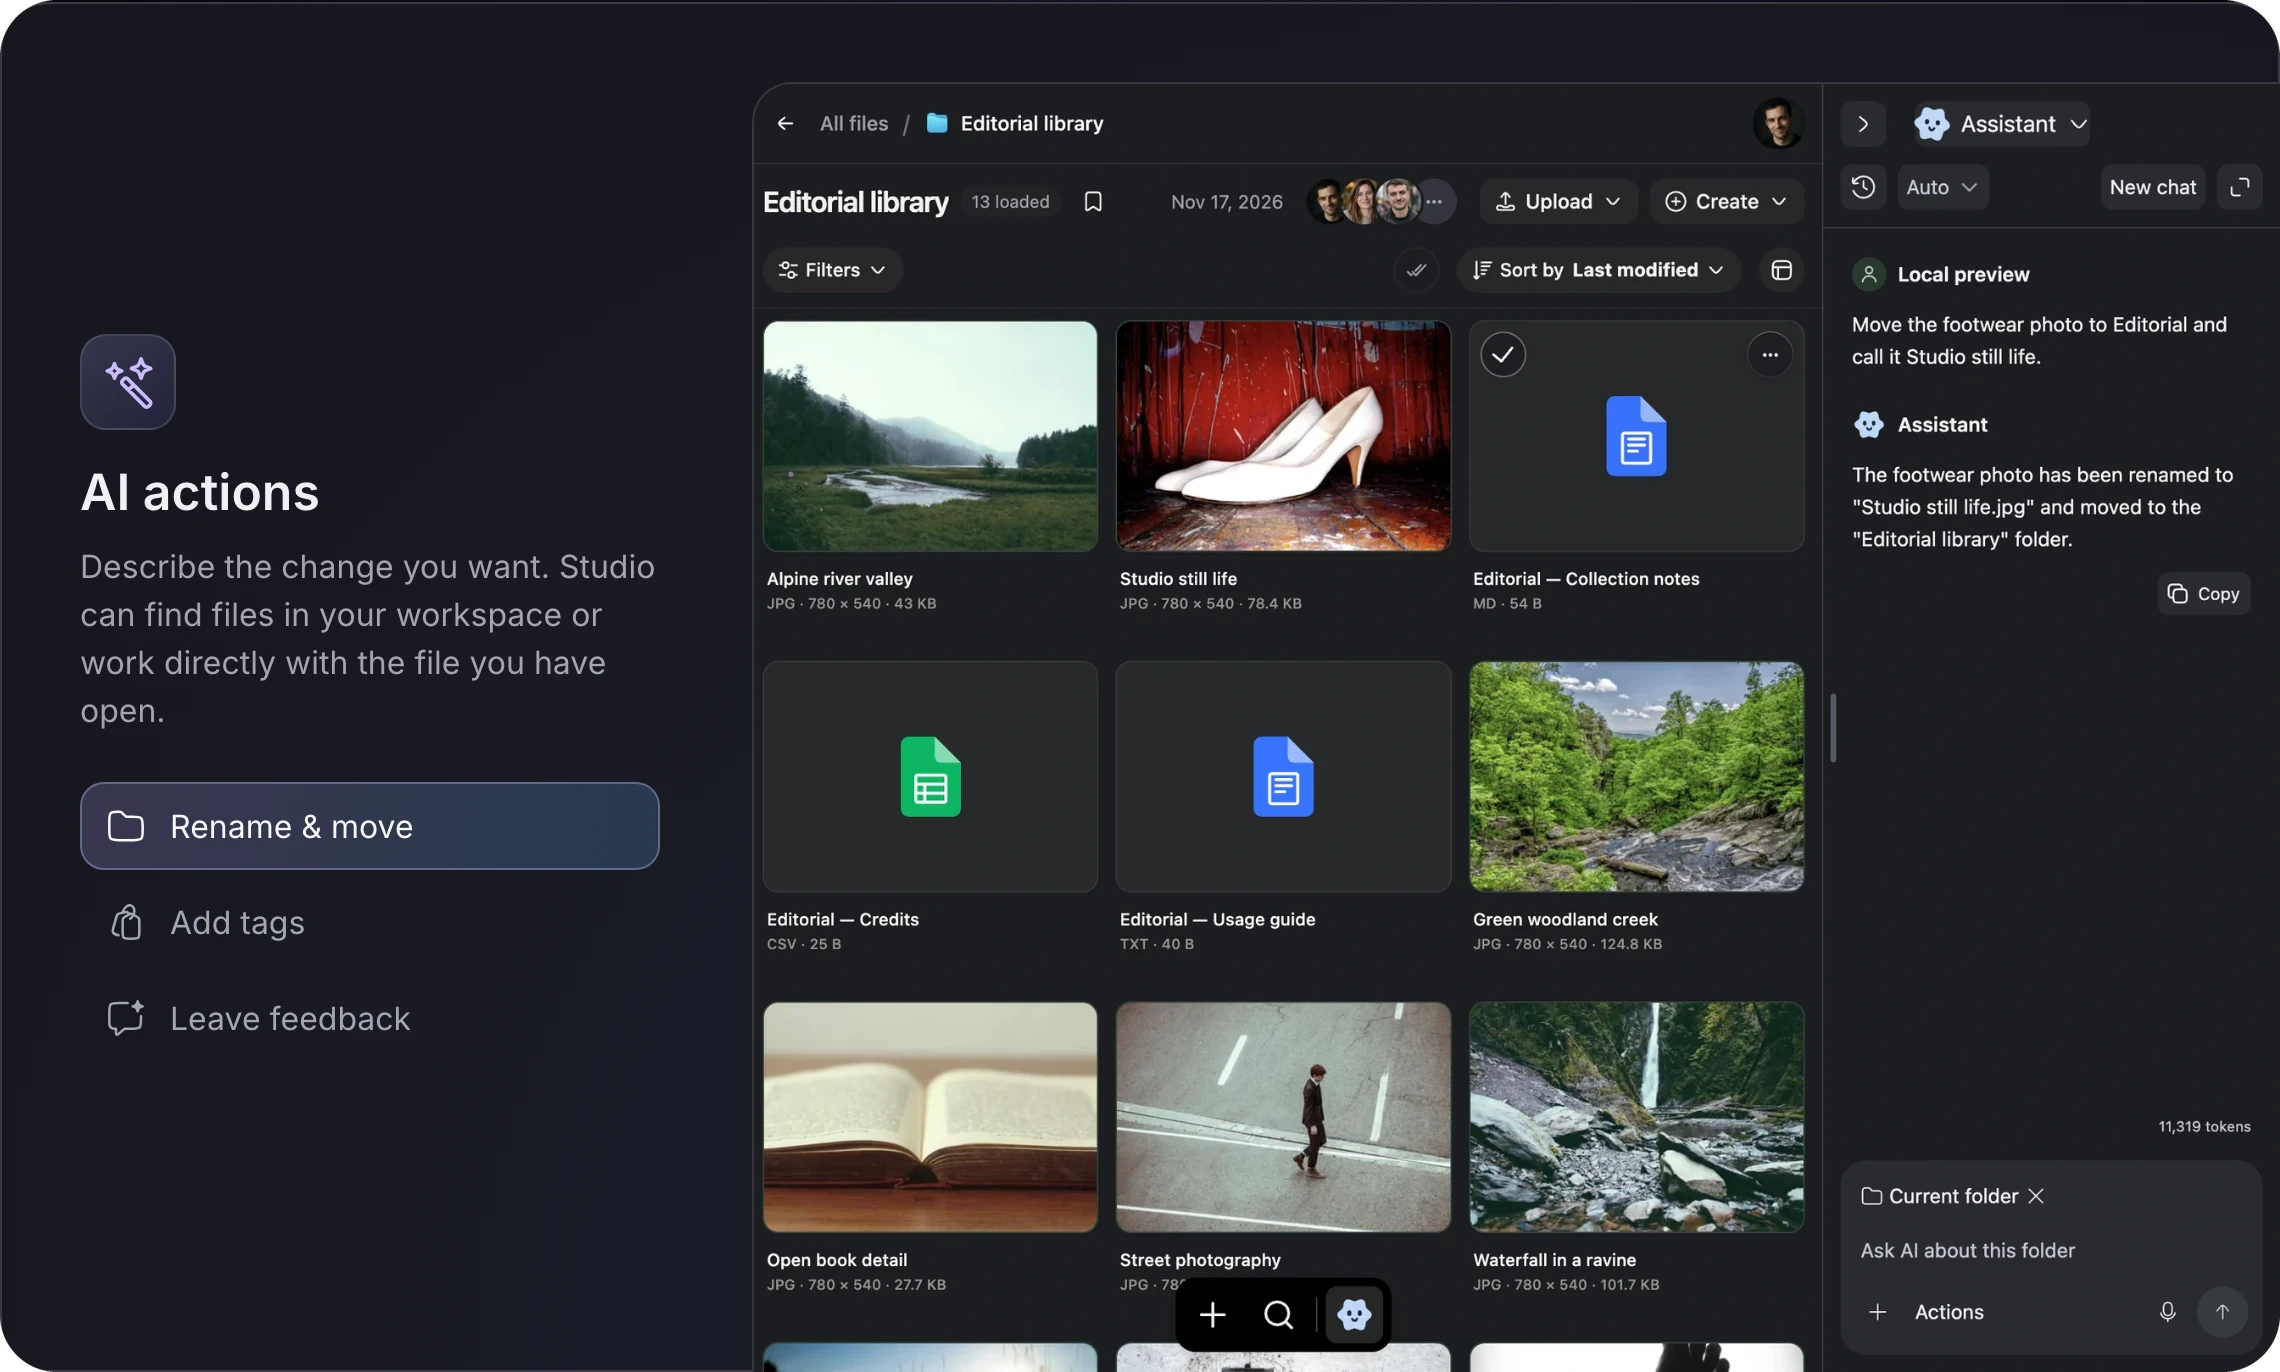 AI actions
Describe the change you want. Studio
can find files in your workspace or
work directly with the file you have
open.
Rename & move
Add tags
Leave feedback
All files / Editorial library
Editorial library
13 loaded
Nov 17, 2026
Upload
Create
Filters
Sort by Last modified
Alpine river valley
JPG · 780 × 540 · 43 KB
Studio still life
JPG · 780 × 540 · 78.4 KB
Editorial — Collection notes
MD · 54 B
Editorial — Credits
CSV · 25 B
Editorial — Usage guide
TXT · 40 B
Green woodland creek
JPG · 780 × 540 · 124.8 KB
Open book detail
JPG · 780 × 540 · 27.7 KB
Street photography
JPG · 78
Waterfall in a ravine
JPG · 780 × 540 · 101.7 KB
Assistant
Auto
New chat
Local preview
Move the footwear photo to Editorial and
call it Studio still life.
Assistant
The footwear photo has been renamed to
"Studio still life.jpg" and moved to the
"Editorial library" folder.
Copy
11,319 tokens
Current folder
Ask AI about this folder
Actions